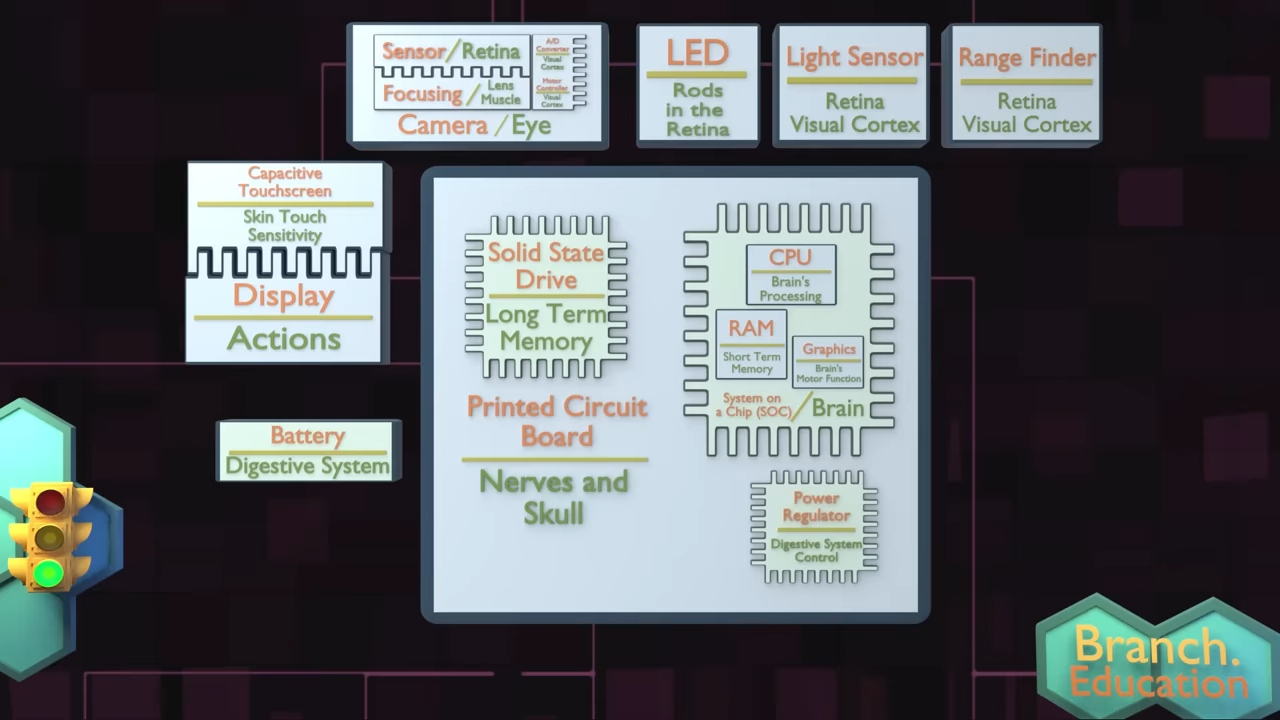 Sensor/Retina
A/D
Converter
Visual
Cortex
Focusing/Lens
Muscle
Motor
Controller
Visual
Cortex
Camera/Eye
LED
Rods
in the
Retina
Light Sensor
Retina
Visual Cortex
Range Finder
Retina
Visual Cortex
Capacitive
Touchscreen
Skin Touch
Sensitivity
Display
Actions
Battery
Digestive System
Solid State
Drive
Long Term
Memory
Printed Circuit
Board
Nerves and
Skull
CPU
Brain's
Processing
RAM
Short Term
Memory
Graphics
Brain's
Motor Function
System on
a Chip (SOC)/Brain
Power
Regulator
Digestive System
Control
Branch.
Education